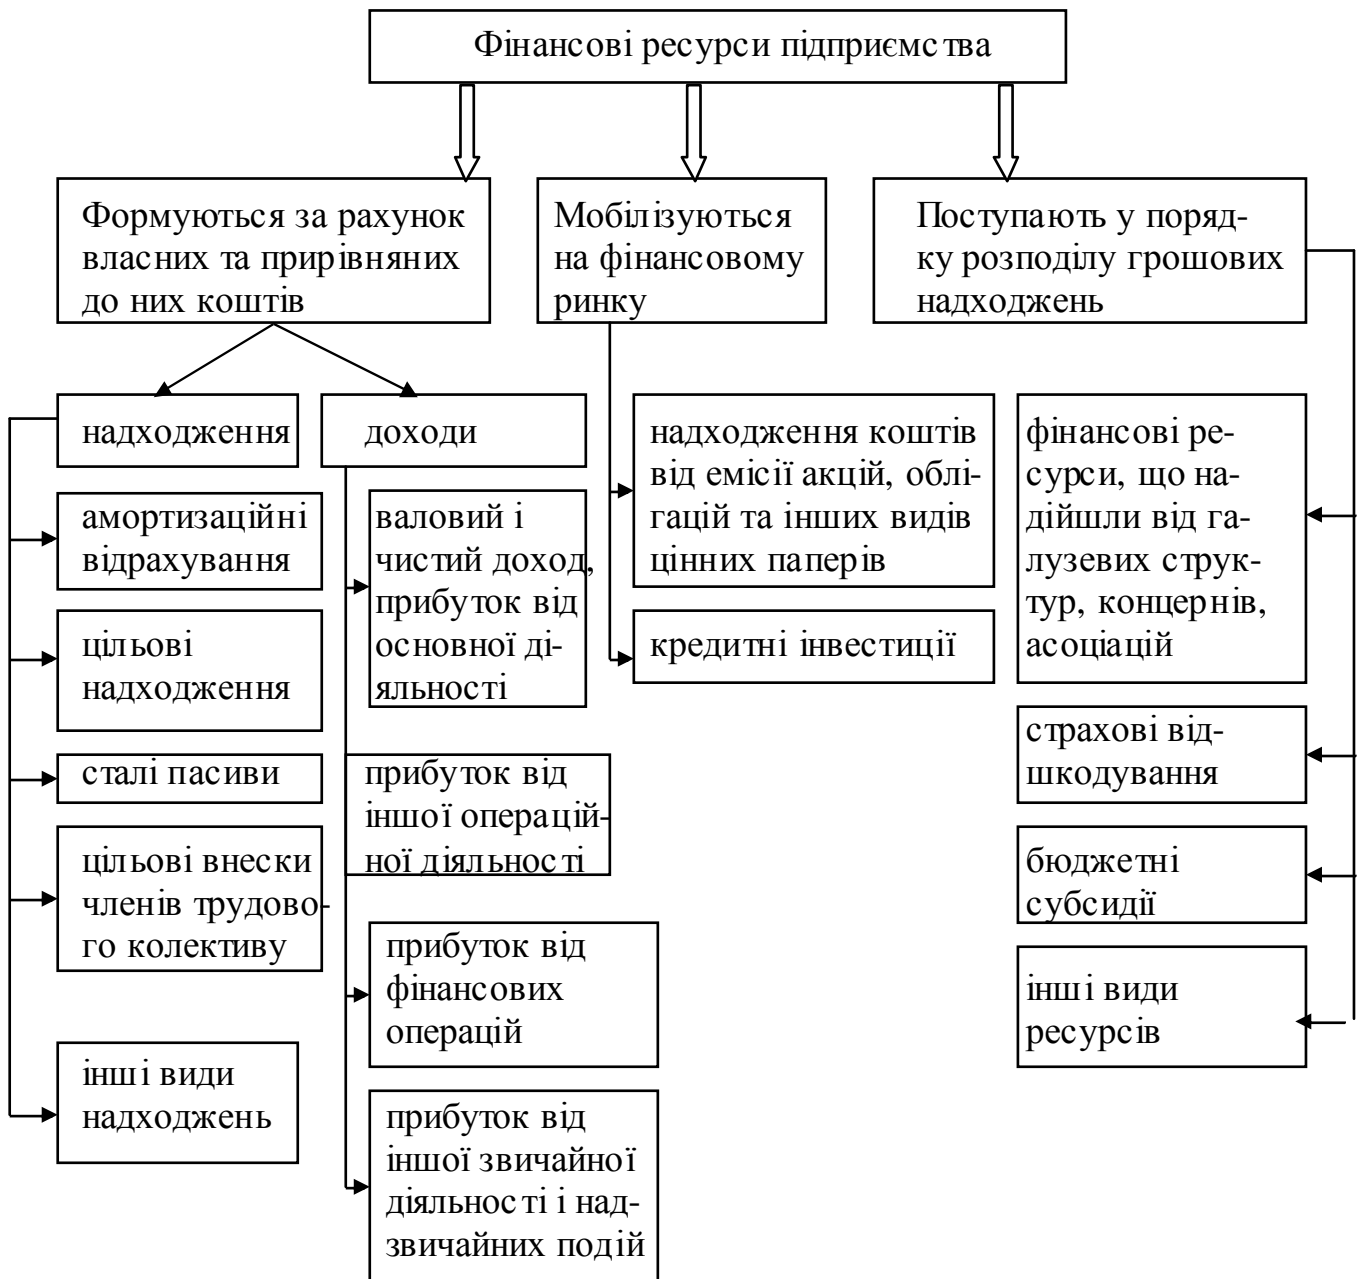 Фінансові ресурси підприємства
Формуються за рахунок
власних та прирівняних
до них коштів
Мобілізуються
на фінансовому
ринку
Поступають у поряд-
ку розподілу грошових
надходжень
надходження
амортизаційні
відрахування
цільові
надходження
сталі пасиви
цільові внески
членів трудово-
го колективу
інші види
надходжень
доходи
валовий і
чистий доход,
прибуток від
основної ді-
яльності
прибуток від
іншої операцій-
ної діяльності
прибуток від
фінансових
операцій
прибуток від
іншої звичайної
діяльності і над-
звичайних подій
надходження коштів
від емісії акцій, облі-
гацій та інших видів
цінних паперів
кредитні інвестиції
фінансові ре-
сурси, що на-
дійшли від га-
лузевих струк-
тур, концернів,
асоціацій
страхові від-
шкодування
бюджетні
субсидії
інші види
ресурсів